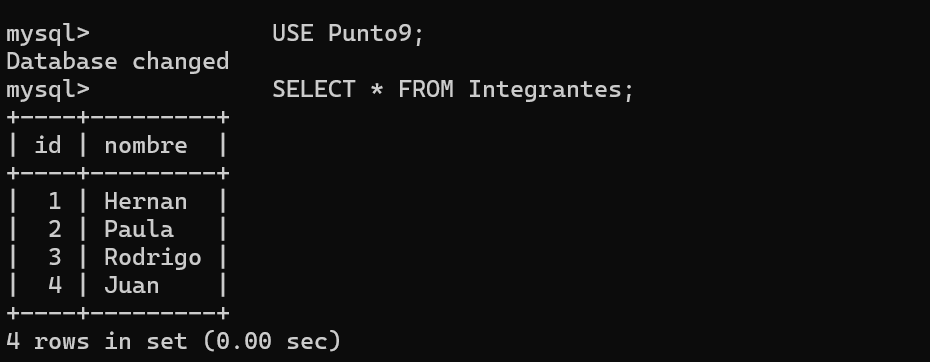 mysql>             USE Punto9;
Database changed
mysql>             SELECT * FROM Integrantes;
+----+---------+
| id | nombre  |
+----+---------+
|  1 | Hernan  |
|  2 | Paula   |
|  3 | Rodrigo |
|  4 | Juan    |
+----+---------+
4 rows in set (0.00 sec)